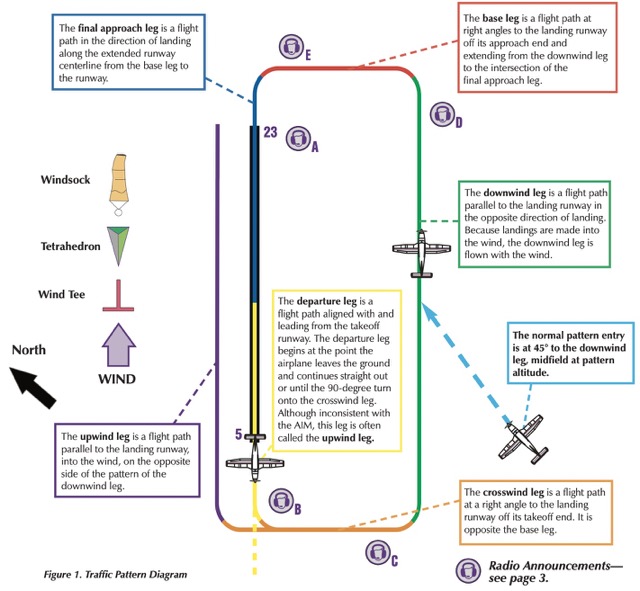 The final approach leg is a flight
path in the direction of landing
along the extended runway
centerline from the base leg to
the runway.
E
The base leg is a flight path at
right angles to the landing runway
off its approach end and
extending from the downwind leg
to the intersection of the
final approach leg.
D
23
A
Windsock
Tetrahedron
Wind Tee
North
WIND
The downwind leg is a flight path
parallel to the landing runway in
the opposite direction of landing.
Because landings are made into
the wind, the downwind leg is
flown with the wind.
The departure leg is a
flight path aligned with and
leading from the takeoff
runway. The departure leg
begins at the point the
airplane leaves the ground
and continues straight out
or until the 90-degree turn
onto the crosswind leg.
Although inconsistent with
the AIM, this leg is often
called the upwind leg.
The normal pattern entry
is at 45° to the downwind
leg, midfield at pattern
altitude.
5
The upwind leg is a flight path
parallel to the landing runway,
into the wind, on the opposite
side of the pattern of the
downwind leg.
B
The crosswind leg is a flight path
at a right angle to the landing
runway off its takeoff end. It is
opposite the base leg.
C
Figure 1. Traffic Pattern Diagram
Radio Announcements—
see page 3.